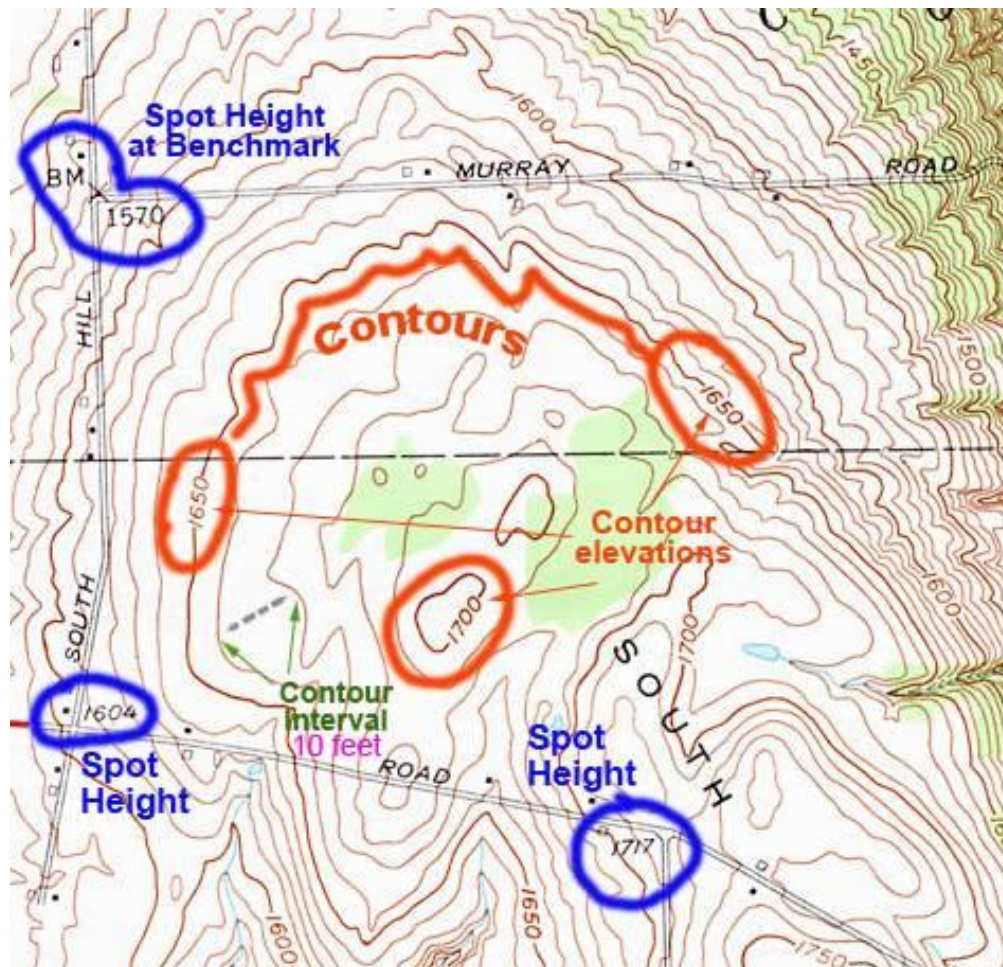 C
O
1450
1600
Spot Height
at Benchmark
MURRAY
ROAD
BM
1570
HILL
Contours
1500
1650
1650
Contour
elevations
1700
1600
1700
SOUTH
SOUTH
Contour
interval
10 feet
1604
Spot
Height
ROAD
Spot
Height
1717
1650
1600
1750